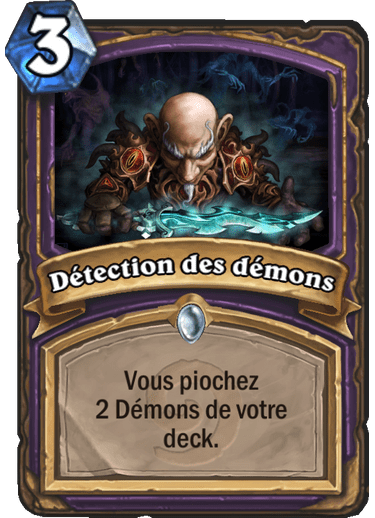 3
Détection des démons
Vous piochez
2 Démons de votre
deck.